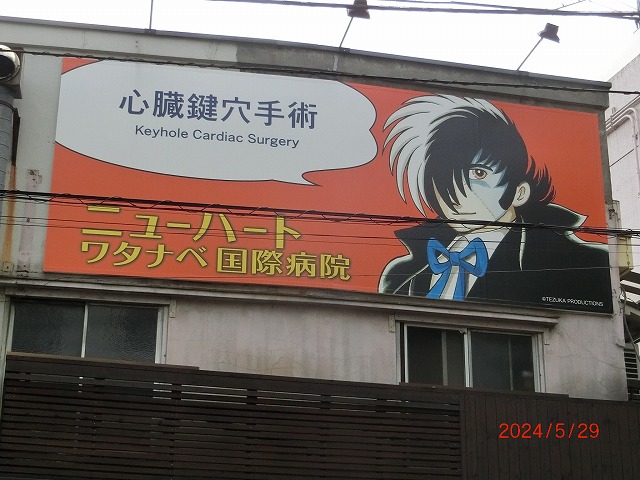 心臓鍵穴手術
Keyhole Cardiac Surgery
ニューハート
ワタナベ国際病院
©TEZUKA PRODUCTIONS
2024/5/29